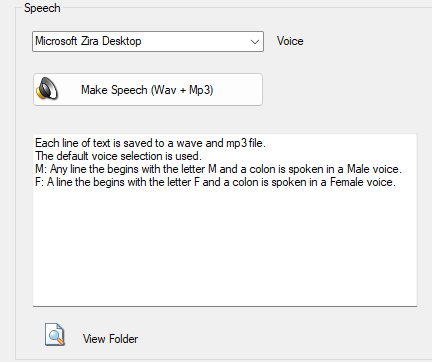 Speech
Microsoft Zira Desktop
Voice
Make Speech (Wav + Mp3)
Each line of text is saved to a wave and mp3 file.
The default voice selection is used.
M: Any line the begins with the letter M and a colon is spoken in a Male voice.
F: A line the begins with the letter F and a colon is spoken in a Female voice.
View Folder